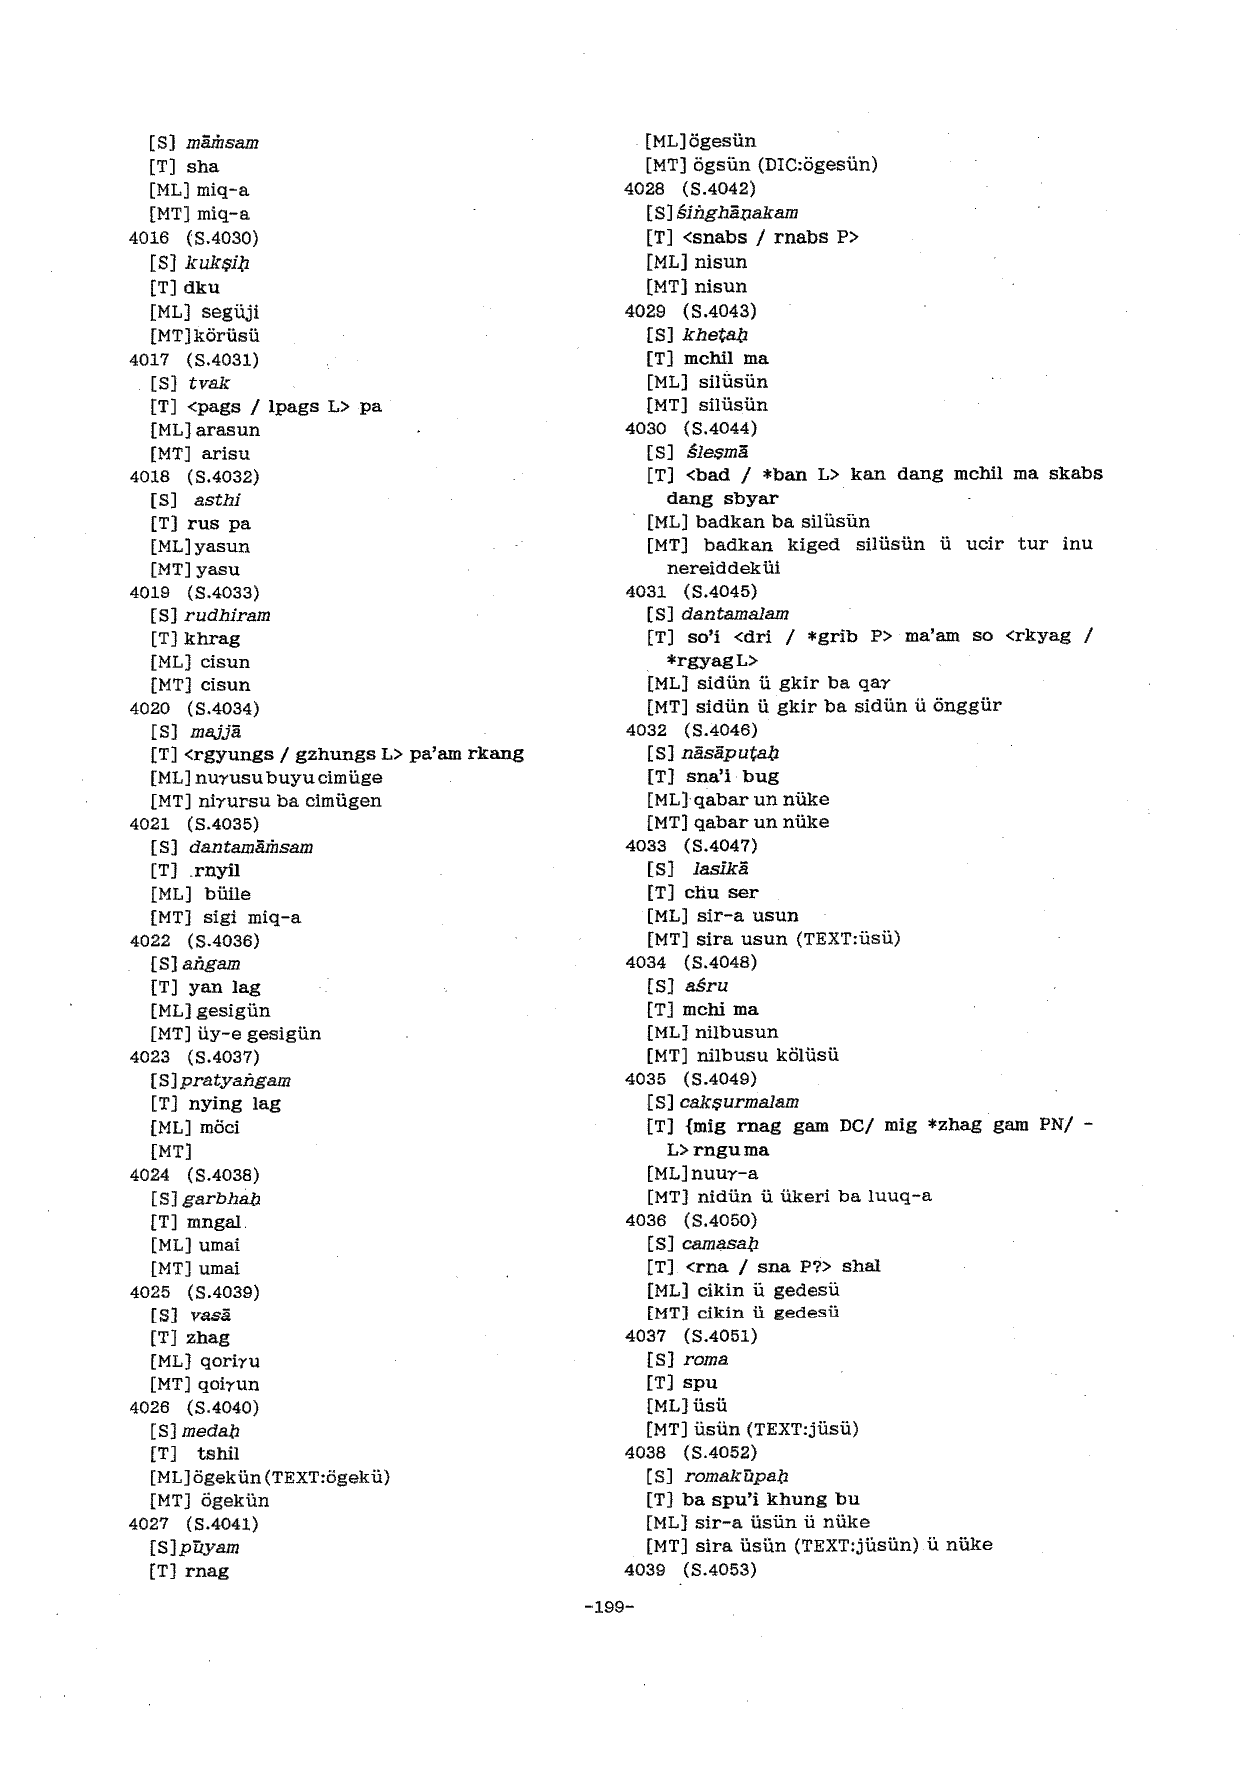 [S] māṁsam
[T] sha
[ML] miq-a
[MT] miq-a
4016 (S.4030)
[S] kukṣiḥ
[T] dku
[ML] següji
[MT] körüsü
4017 (S.4031)
[S] tvak
[T] <pags / lpags L> pa
[ML] arasun
[MT] arisu
4018 (S.4032)
[S] asthi
[T] rus pa
[ML] yasun
[MT] yasu
4019 (S.4033)
[S] rudhiram
[T] khrag
[ML] cisun
[MT] cisun
4020 (S.4034)
[S] majjā
[T] <rgyungs / gzhungs L> pa'am rkang
[ML] nuɤusu buyu cimüge
[MT] niɤursu ba cimügen
4021 (S.4035)
[S] dantamāṁsam
[T] rnyil
[ML] büile
[MT] sigi miq-a
4022 (S.4036)
[S] aṅgam
[T] yan lag
[ML] gesigün
[MT] üy-e gesigün
4023 (S.4037)
[S] pratyaṅgam
[T] nying lag
[ML] möci
[MT]
4024 (S.4038)
[S] garbhaḥ
[T] mngal
[ML] umai
[MT] umai
4025 (S.4039)
[S] vasā
[T] zhag
[ML] qoriɤu
[MT] qoiɤun
4026 (S.4040)
[S] medaḥ
[T] tshil
[ML] ögekün (TEXT:ögekü)
[MT] ögekün
4027 (S.4041)
[S] pūyam
[T] rnag
[ML] ögesün
[MT] ögsün (DIC:ögesün)
4028 (S.4042)
[S] śiṅghāṇakam
[T] <snabs / rnabs P>
[ML] nisun
[MT] nisun
4029 (S.4043)
[S] kheṭaḥ
[T] mchil ma
[ML] silüsün
[MT] silüsün
4030 (S.4044)
[S] śleṣmā
[T] <bad / *ban L> kan dang mchil ma skabs
dang sbyar
[ML] badkan ba silüsün
[MT] badkan kiged silüsün ü ucir tur inu
nereiddeküi
4031 (S.4045)
[S] dantamalam
[T] so'i <dri / *grib P> ma'am so <rkyag /
*rgyag L>
[ML] sidün ü gkir ba qaɤ
[MT] sidün ü gkir ba sidün ü önggür
4032 (S.4046)
[S] nāsāpuṭaḥ
[T] sna'i bug
[ML] qabar un nüke
[MT] qabar un nüke
4033 (S.4047)
[S] lasīkā
[T] chu ser
[ML] sir-a usun
[MT] sira usun (TEXT:üsü)
4034 (S.4048)
[S] aśru
[T] mchi ma
[ML] nilbusun
[MT] nilbusu kölüsü
4035 (S.4049)
[S] cakṣurmalam
[T] {mig rnag gam DC/ mig *zhag gam PN/ -
L> rngu ma
[ML] nuuɤ-a
[MT] nidün ü ükeri ba luuq-a
4036 (S.4050)
[S] camasaḥ
[T] <rna / sna P?> shal
[ML] cikin ü gedesü
[MT] cikin ü gedesü
4037 (S.4051)
[S] roma
[T] spu
[ML] üsü
[MT] üsün (TEXT:jüsü)
4038 (S.4052)
[S] romakūpaḥ
[T] ba spu'i khung bu
[ML] sir-a üsün ü nüke
[MT] sira üsün (TEXT:jüsün) ü nüke
4039 (S.4053)
-199-